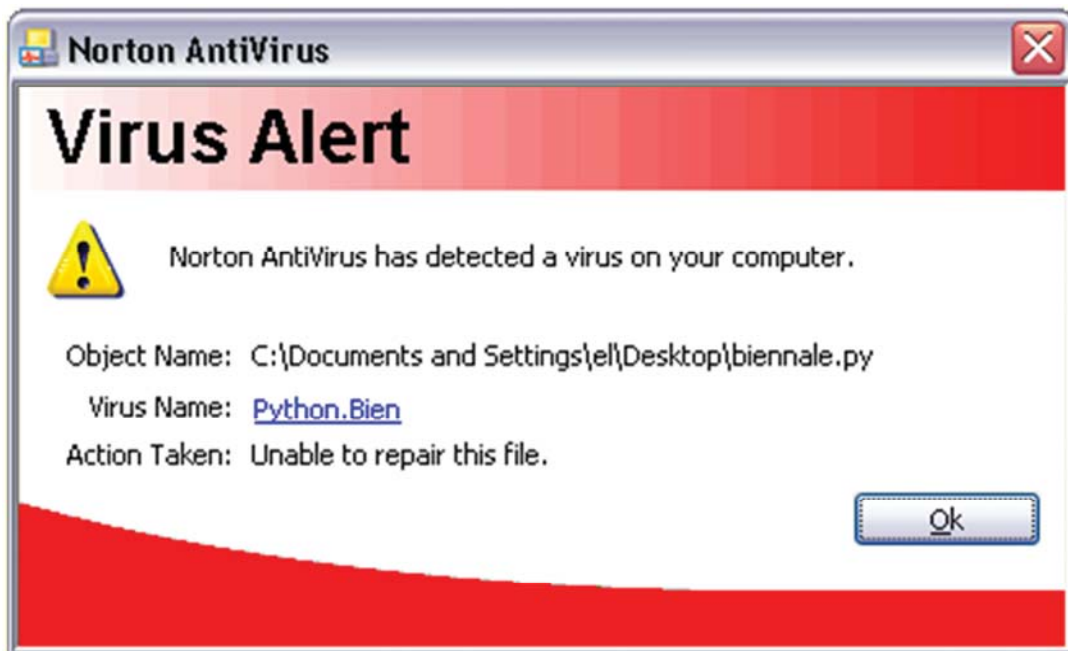 Norton AntiVirus
Virus Alert
Norton AntiVirus has detected a virus on your computer.
Object Name: C:\Documents and Settings\el\Desktop\biennale.py
Virus Name: Python.Bien
Action Taken: Unable to repair this file.
Ok